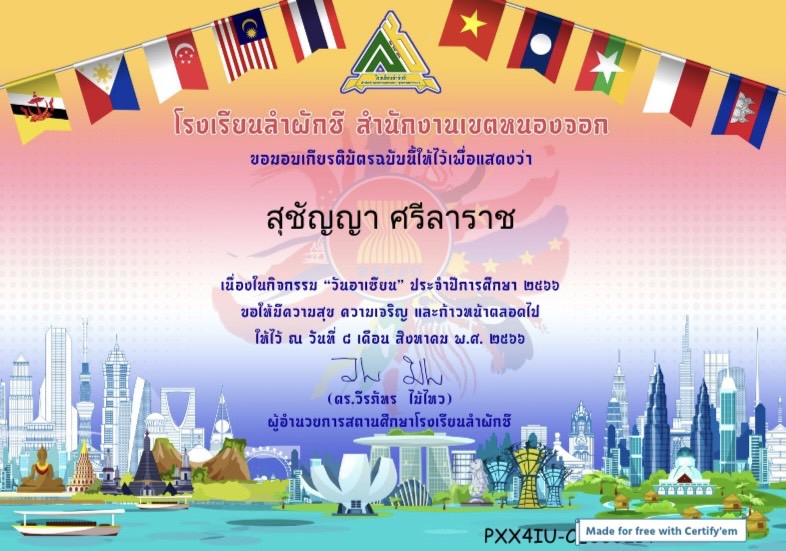 โรงเรียนลำผักชี สำนักงานเขตหนองจอก
ขอมอบเกียรติบัตรฉบับนี้ให้ไว้เพื่อแสดงว่า
สุชัญญา ศรีลาราช
เนื่องในกิจกรรม “วันอาเซียน” ประจำปีการศึกษา ๒๕๖๖
ขอให้มีความสุข ความเจริญ และก้าวหน้าตลอดไป
ให้ไว้ ณ วันที่ ๘ เดือน สิงหาคม พ.ศ. ๒๕๖๖
(ดร.วีรภัทร ไม้ไหว)
ผู้อำนวยการสถานศึกษาโรงเรียนลำผักชี
Made for free with Certify'em